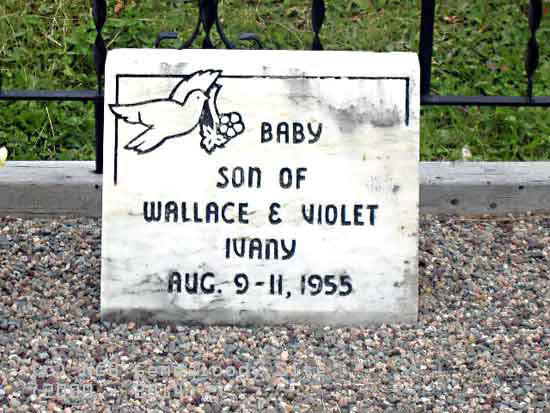 BABY
SON OF
WALLACE & VIOLET
IVANY
AUG. 9-11, 1955